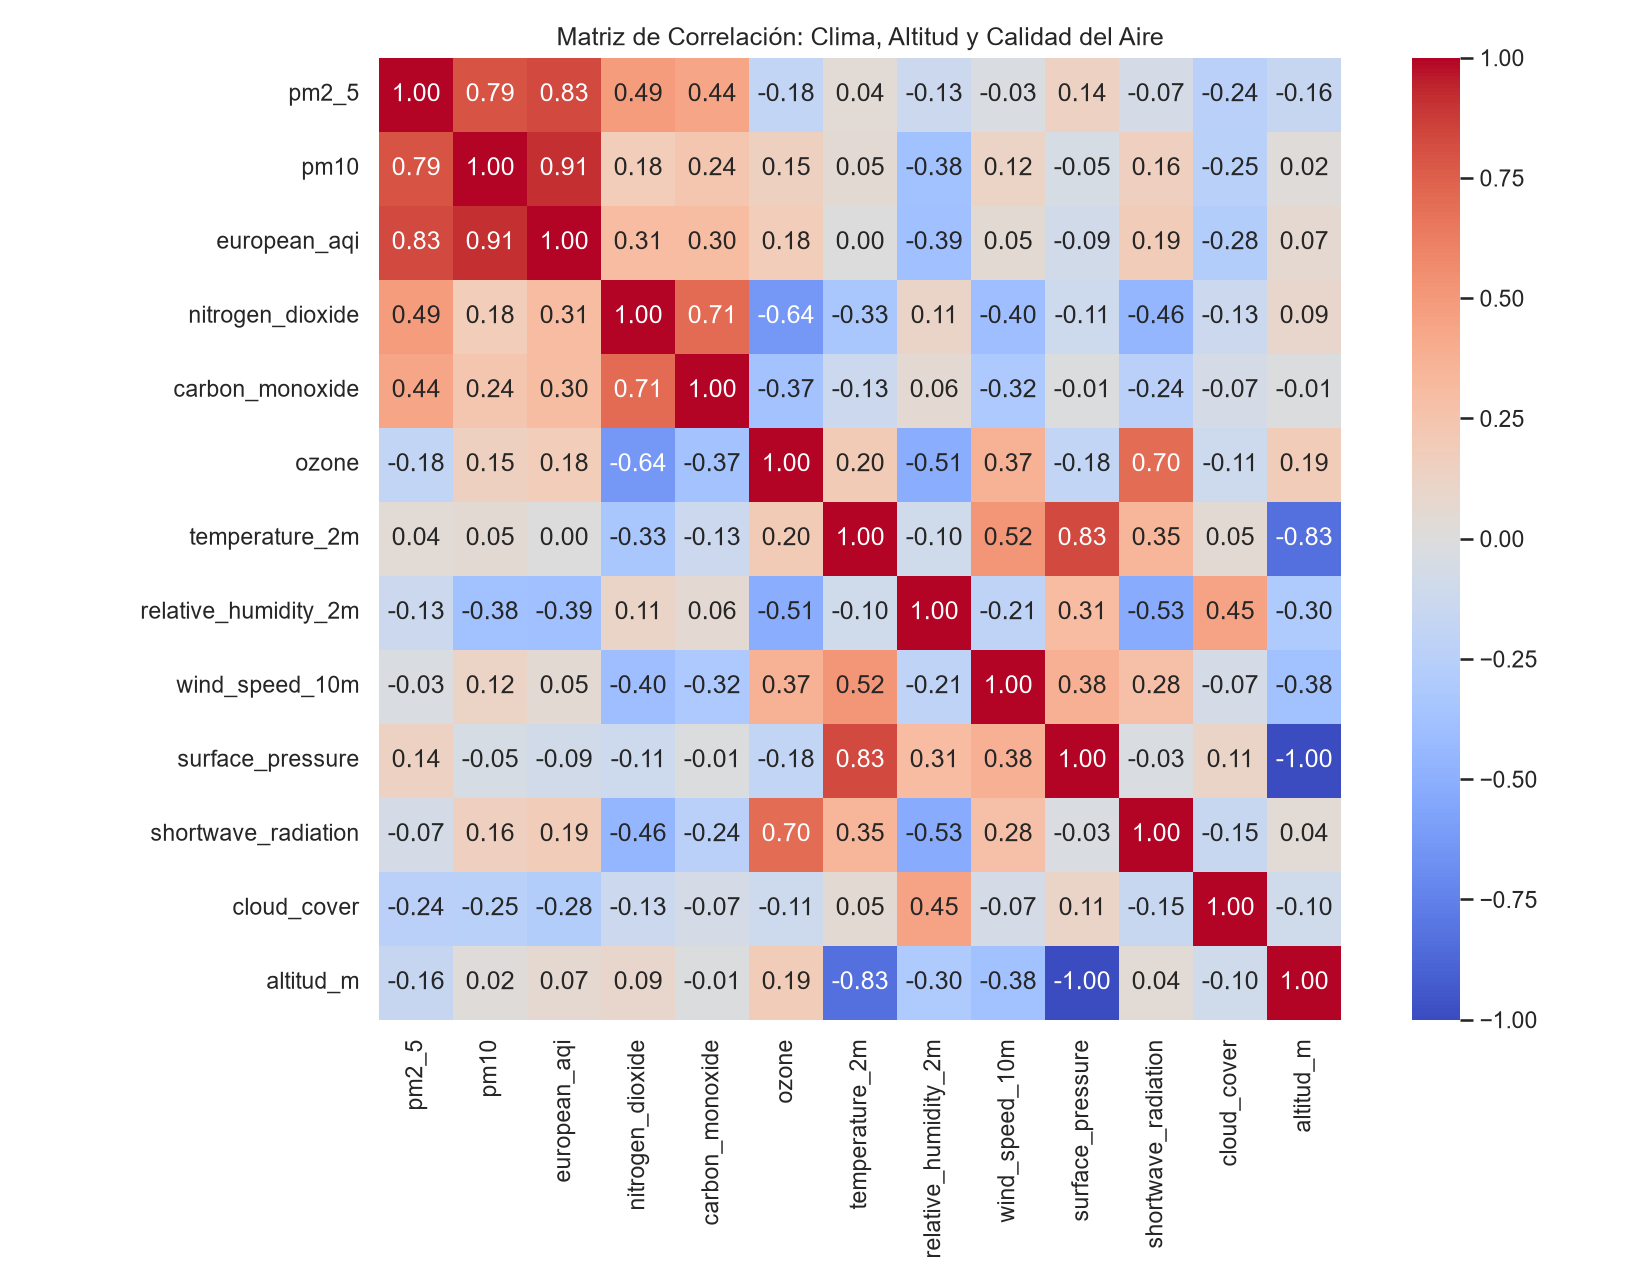 Matriz de Correlación: Clima, Altitud y Calidad del Aire
pm2_5 1.00 0.79 0.83 0.49 0.44 -0.18 0.04 -0.13 -0.03 0.14 -0.07 -0.24 -0.16
pm10 0.79 1.00 0.91 0.18 0.24 0.15 0.05 -0.38 0.12 -0.05 0.16 -0.25 0.02
european_aqi 0.83 0.91 1.00 0.31 0.30 0.18 0.00 -0.39 0.05 -0.09 0.19 -0.28 0.07
nitrogen_dioxide 0.49 0.18 0.31 1.00 0.71 -0.64 -0.33 0.11 -0.40 -0.11 -0.46 -0.13 0.09
carbon_monoxide 0.44 0.24 0.30 0.71 1.00 -0.37 -0.13 0.06 -0.32 -0.01 -0.24 -0.07 -0.01
ozone -0.18 0.15 0.18 -0.64 -0.37 1.00 0.20 -0.51 0.37 -0.18 0.70 -0.11 0.19
temperature_2m 0.04 0.05 0.00 -0.33 -0.13 0.20 1.00 -0.10 0.52 0.83 0.35 0.05 -0.83
relative_humidity_2m -0.13 -0.38 -0.39 0.11 0.06 -0.51 -0.10 1.00 -0.21 0.31 -0.53 0.45 -0.30
wind_speed_10m -0.03 0.12 0.05 -0.40 -0.32 0.37 0.52 -0.21 1.00 0.38 0.28 -0.07 -0.38
surface_pressure 0.14 -0.05 -0.09 -0.11 -0.01 -0.18 0.83 0.31 0.38 1.00 -0.03 0.11 -1.00
shortwave_radiation -0.07 0.16 0.19 -0.46 -0.24 0.70 0.35 -0.53 0.28 -0.03 1.00 -0.15 0.04
cloud_cover -0.24 -0.25 -0.28 -0.13 -0.07 -0.11 0.05 0.45 -0.07 0.11 -0.15 1.00 -0.10
altitud_m -0.16 0.02 0.07 0.09 -0.01 0.19 -0.83 -0.30 -0.38 -1.00 0.04 -0.10 1.00
pm2_5
pm10
european_aqi
nitrogen_dioxide
carbon_monoxide
ozone
temperature_2m
relative_humidity_2m
wind_speed_10m
surface_pressure
shortwave_radiation
cloud_cover
altitud_m
1.00
0.75
0.50
0.25
0.00
−0.25
−0.50
−0.75
−1.00